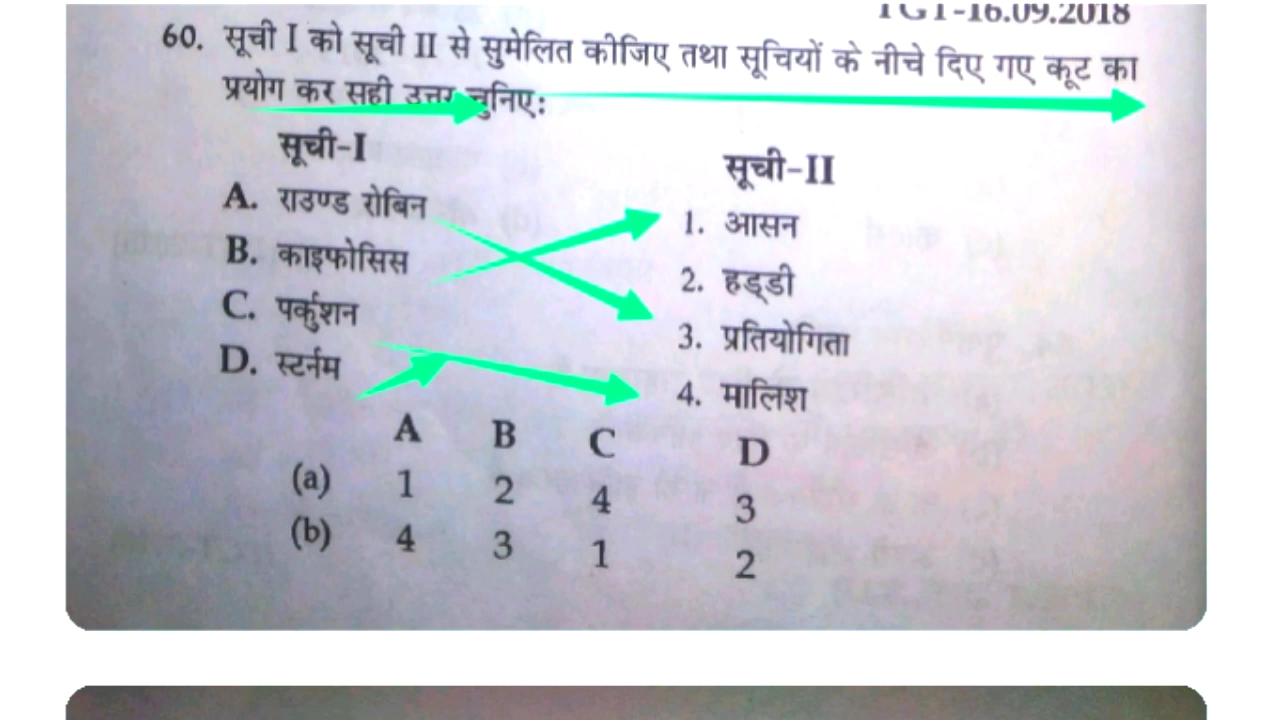 TGT-16.09.2018
60. सूची I को सूची II से सुमेलित कीजिए तथा सूचियों के नीचे दिए गए कूट का
प्रयोग कर सही उत्तर चुनिए:
सूची-I
सूची-II
A. राउण्ड रोबिन
1. आसन
B. काइफोसिस
2. हड्डी
C. पर्कुशन
3. प्रतियोगिता
D. स्टर्नम
4. मालिश
A B C D
(a) 1 2 4 3
(b) 4 3 1 2